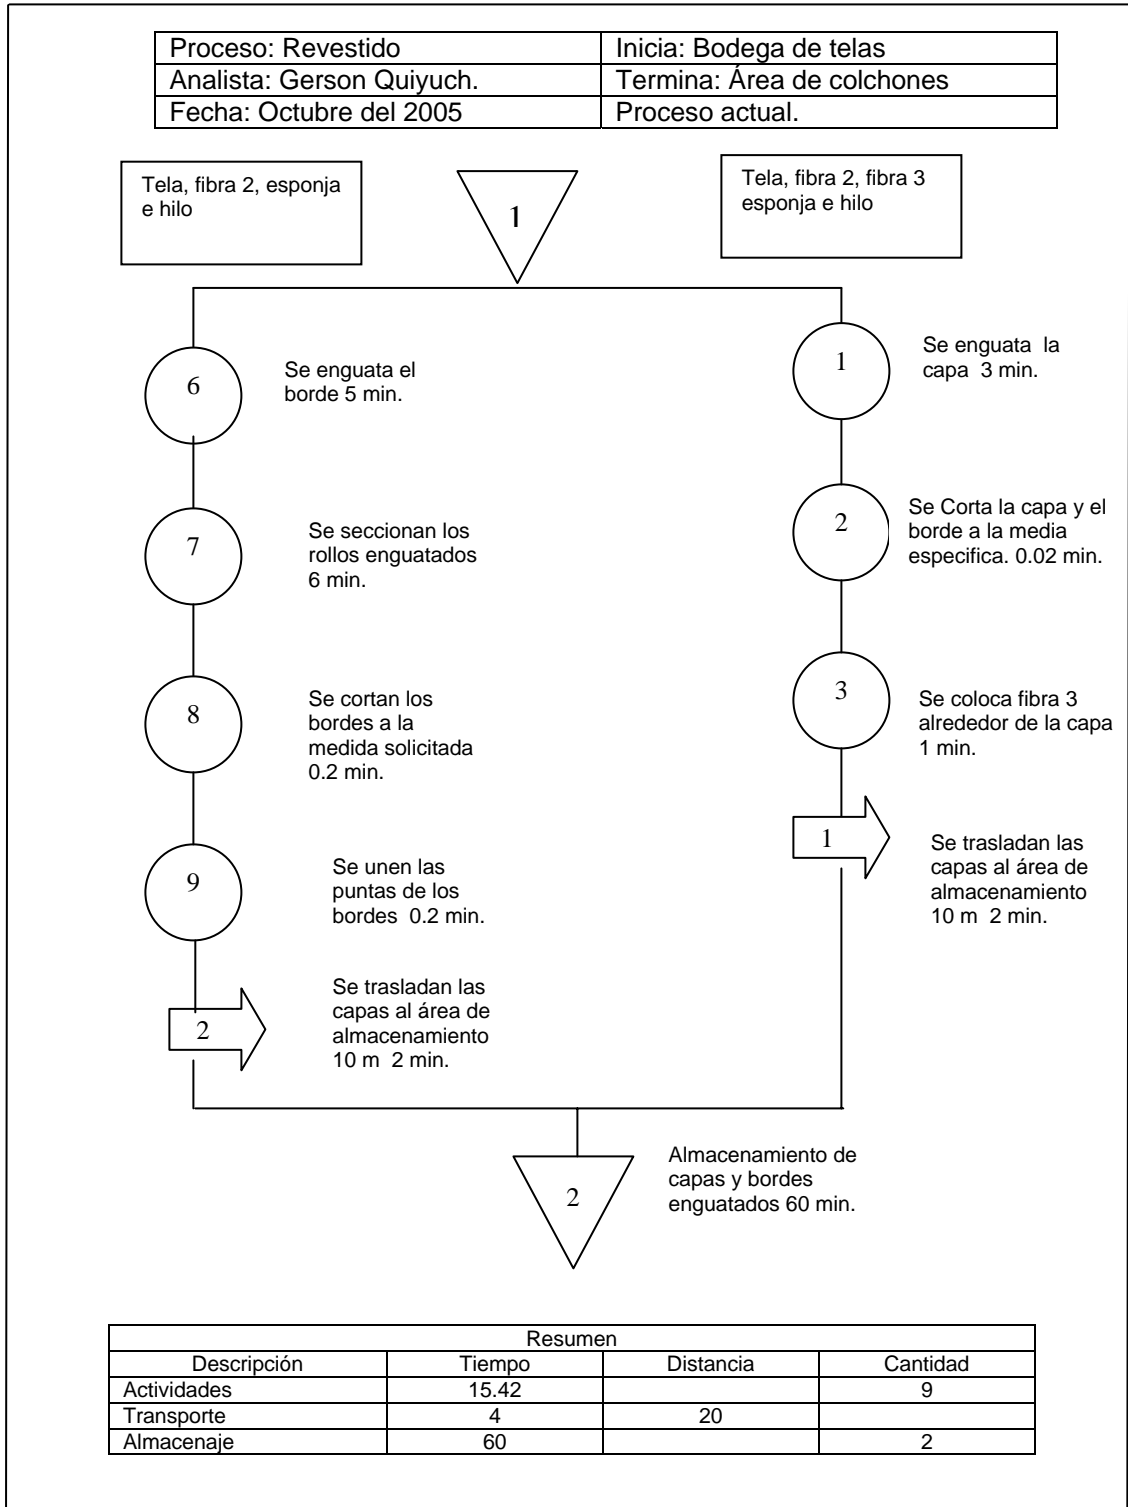 Proceso: Revestido
Inicia: Bodega de telas
Analista: Gerson Quiyuch.
Termina: Área de colchones
Fecha: Octubre del 2005
Proceso actual.
Tela, fibra 2, esponja
e hilo
1
Tela, fibra 2, fibra 3
esponja e hilo
6
Se enguata el
borde 5 min.
7
Se seccionan los
rollos enguatados
6 min.
8
Se cortan los
bordes a la
medida solicitada
0.2 min.
9
Se unen las
puntas de los
bordes 0.2 min.
2
Se trasladan las
capas al área de
almacenamiento
10 m 2 min.
1
Se enguata la
capa 3 min.
2
Se Corta la capa y el
borde a la media
especifica. 0.02 min.
3
Se coloca fibra 3
alrededor de la capa
1 min.
1
Se trasladan las
capas al área de
almacenamiento
10 m 2 min.
2
Almacenamiento de
capas y bordes
enguatados 60 min.
Resumen
Descripción Tiempo Distancia Cantidad
Actividades 15.42 9
Transporte 4 20
Almacenaje 60 2